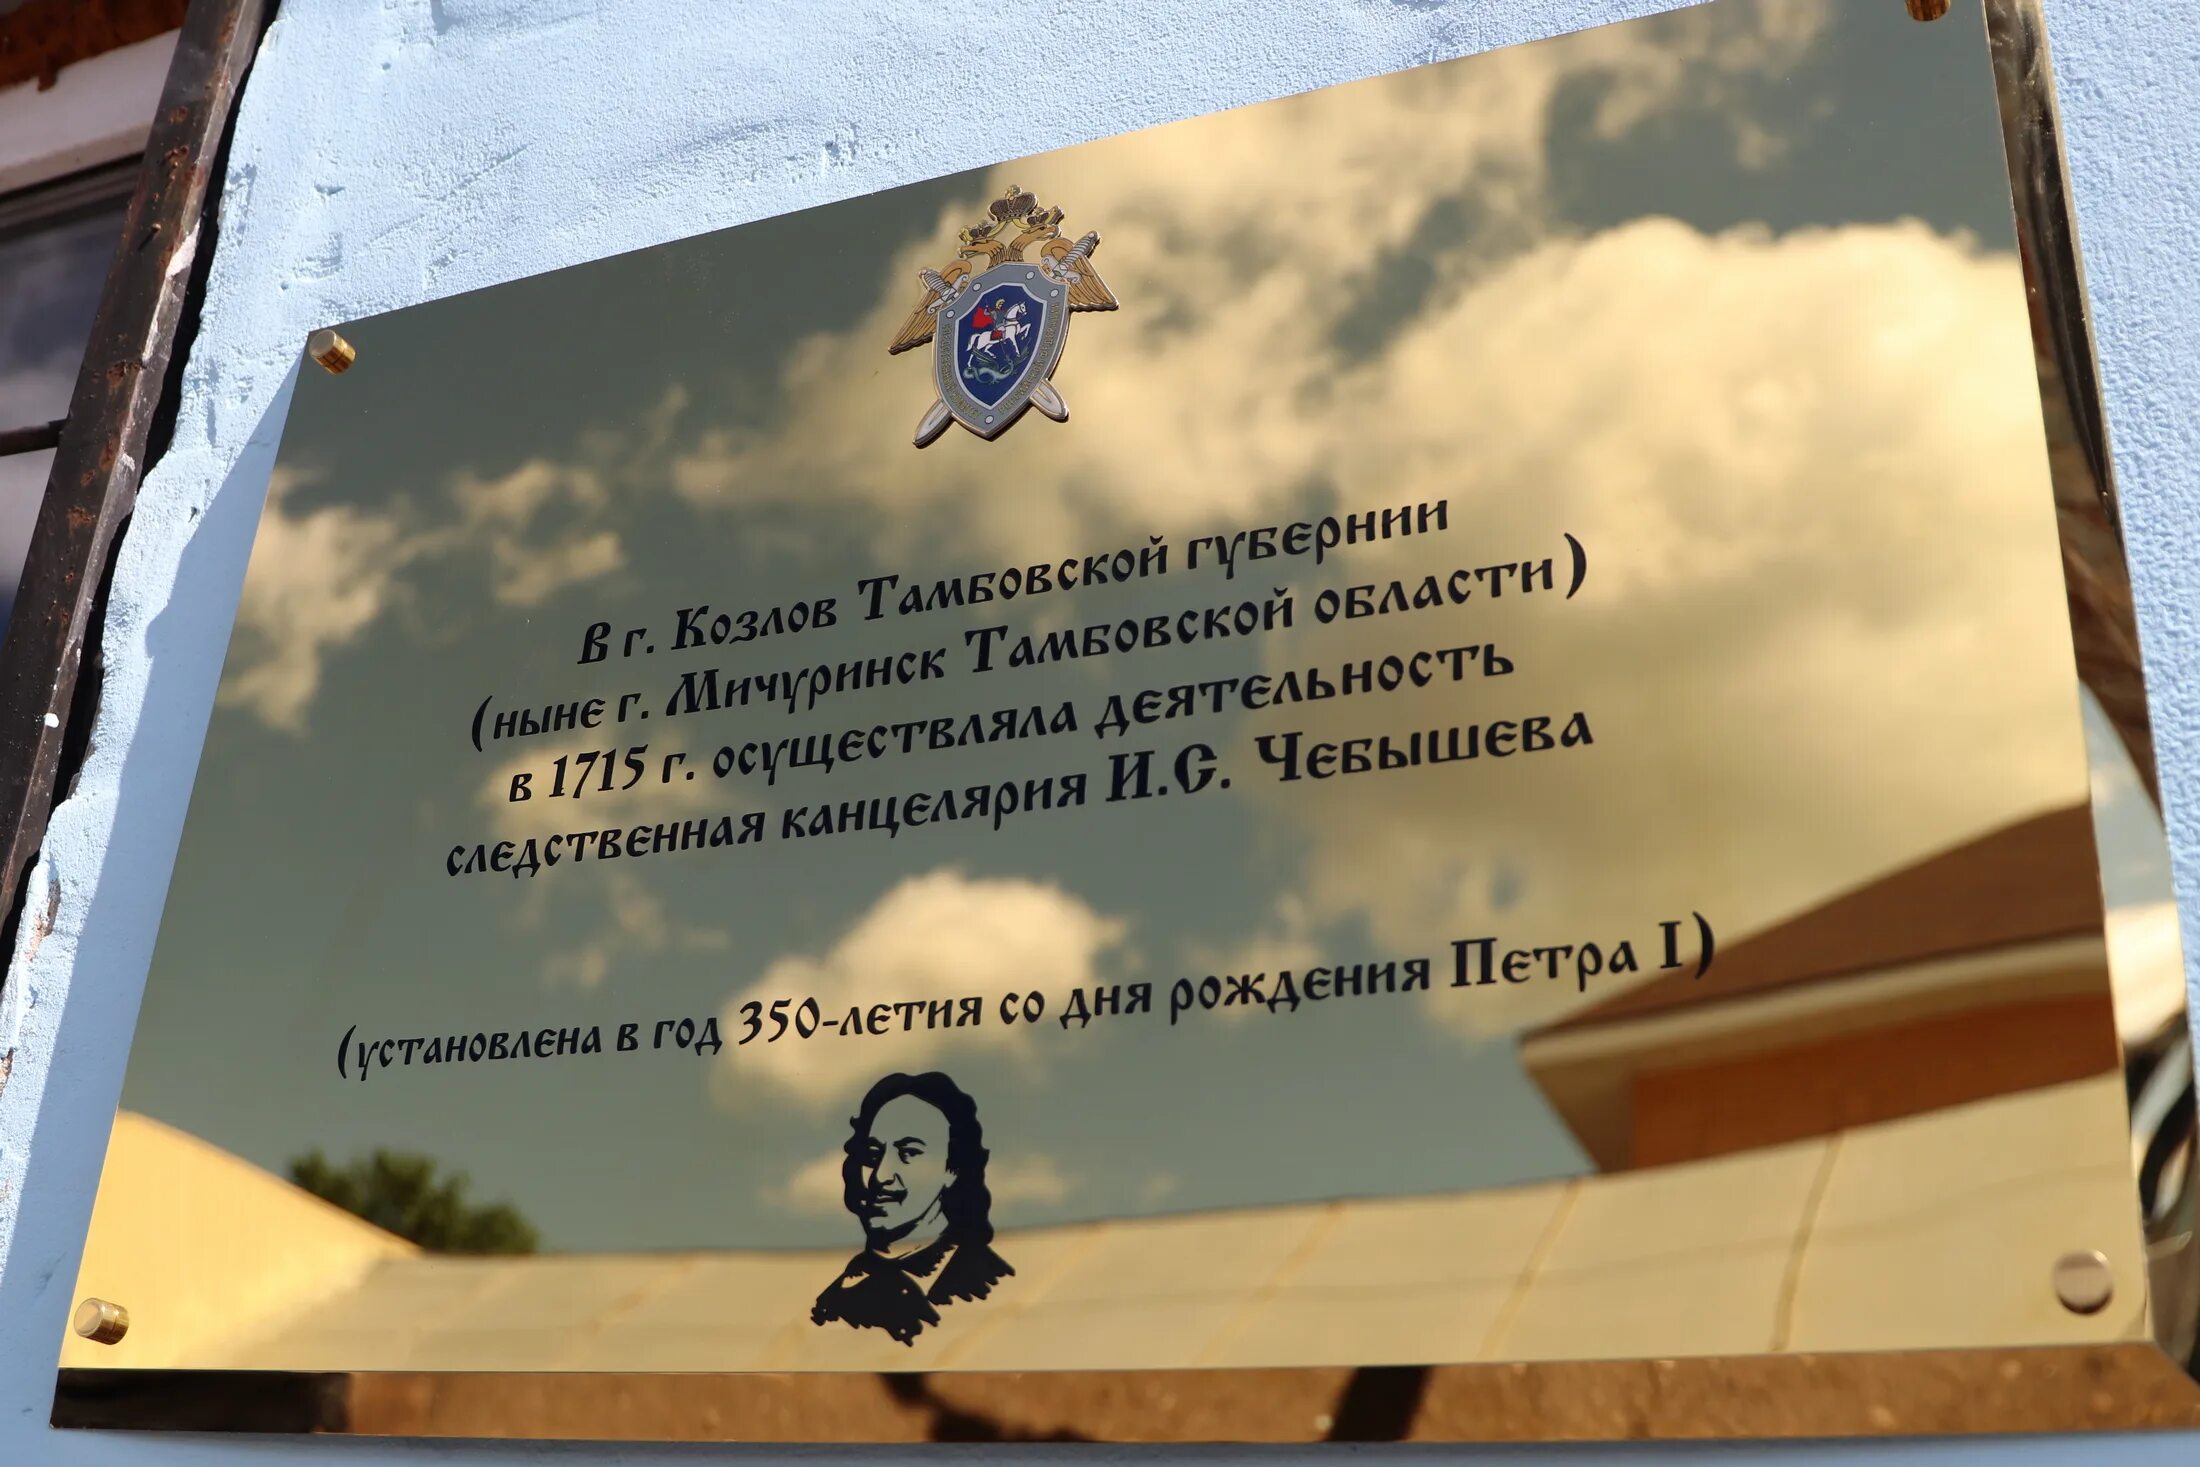 В г. Козлов Тамбовской губернии
(ныне г. Мичуринск Тамбовской области)
в 1715 г. осуществляла деятельность
следственная канцелярия И.С. Чебышева
(установлена в год 350-летия со дня рождения Петра I)